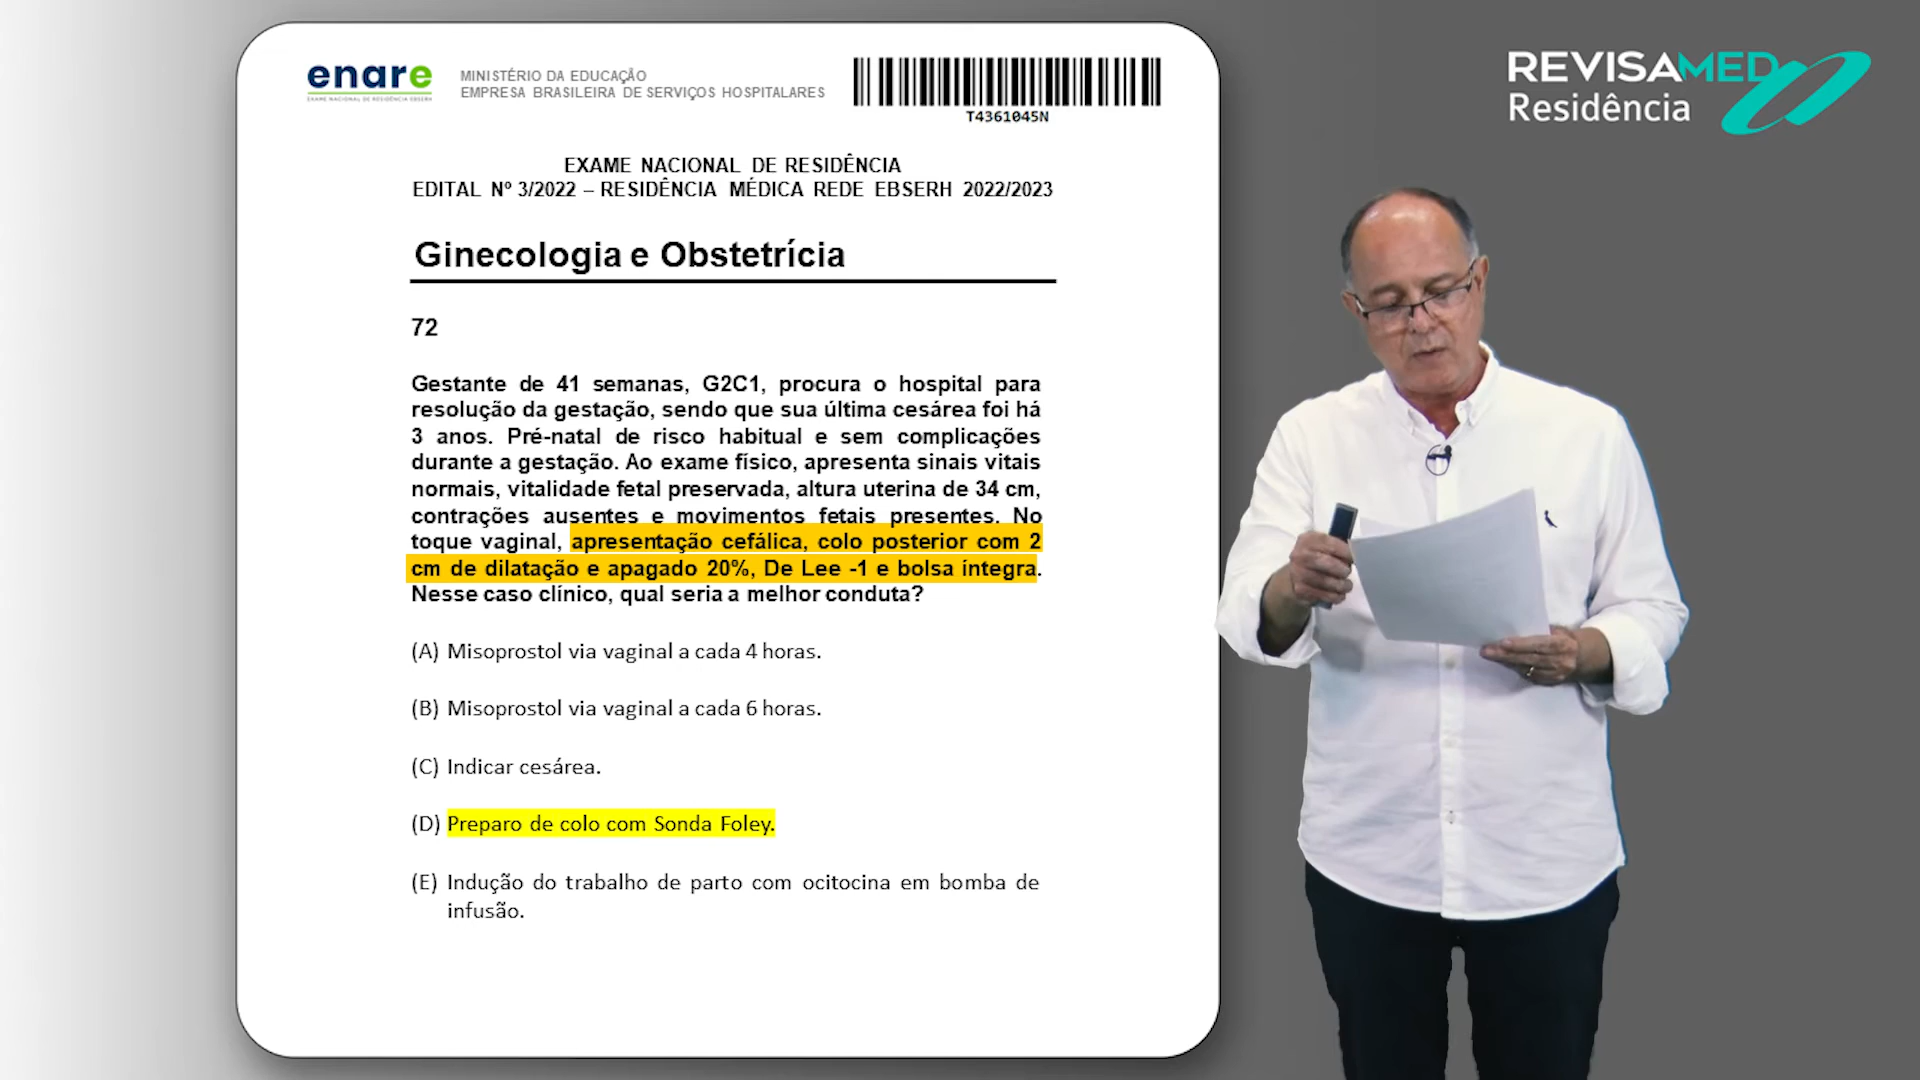 enare
EXAME NACIONAL DE RESIDÊNCIA EBSERH
MINISTÉRIO DA EDUCAÇÃO
EMPRESA BRASILEIRA DE SERVIÇOS HOSPITALARES
T4361045N
REVISAMED
Residência
EXAME NACIONAL DE RESIDÊNCIA
EDITAL Nº 3/2022 – RESIDÊNCIA MÉDICA REDE EBSERH 2022/2023
Ginecologia e Obstetrícia
72
Gestante de 41 semanas, G2C1, procura o hospital para
resolução da gestação, sendo que sua última cesárea foi há
3 anos. Pré-natal de risco habitual e sem complicações
durante a gestação. Ao exame físico, apresenta sinais vitais
normais, vitalidade fetal preservada, altura uterina de 34 cm,
contrações ausentes e movimentos fetais presentes. No
toque vaginal, apresentação cefálica, colo posterior com 2
cm de dilatação e apagado 20%, De Lee -1 e bolsa íntegra.
Nesse caso clínico, qual seria a melhor conduta?
(A) Misoprostol via vaginal a cada 4 horas.
(B) Misoprostol via vaginal a cada 6 horas.
(C) Indicar cesárea.
(D) Preparo de colo com Sonda Foley.
(E) Indução do trabalho de parto com ocitocina em bomba de
infusão.